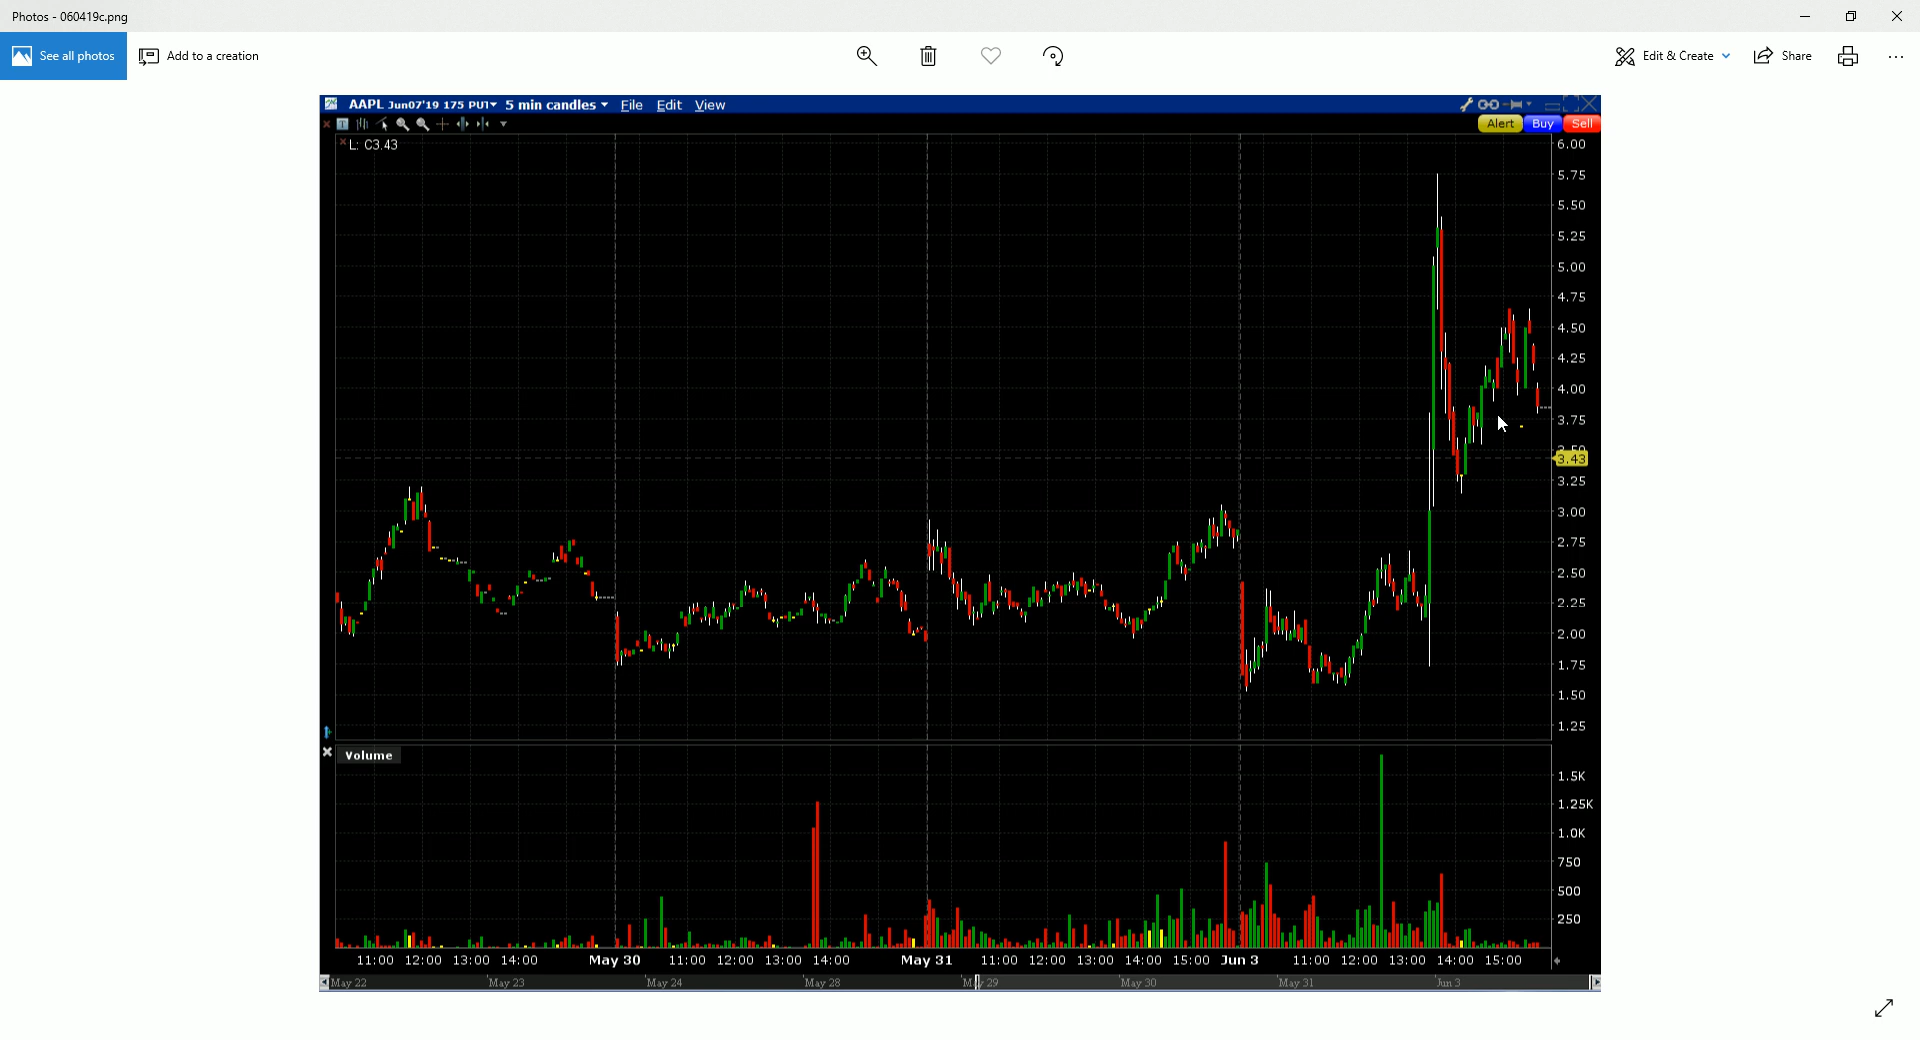 Photos - 060419c.png
See all photos
Add to a creation
Edit & Create
Share
AAPL Jun07'19 175 PUT 5 min candles File Edit View
Alert Buy Sell
L: C3.43
6.00
5.75
5.50
5.25
5.00
4.75
4.50
4.25
4.00
3.75
3.50
3.43
3.25
3.00
2.75
2.50
2.25
2.00
1.75
1.50
1.25
Volume
1.5K
1.25K
1.0K
750
500
250
11:00 12:00 13:00 14:00 May 30 11:00 12:00 13:00 14:00 May 31 11:00 12:00 13:00 14:00 15:00 Jun 3 11:00 12:00 13:00 14:00 15:00
May 22 May 23 May 24 May 28 May 29 May 30 May 31 Jun 3